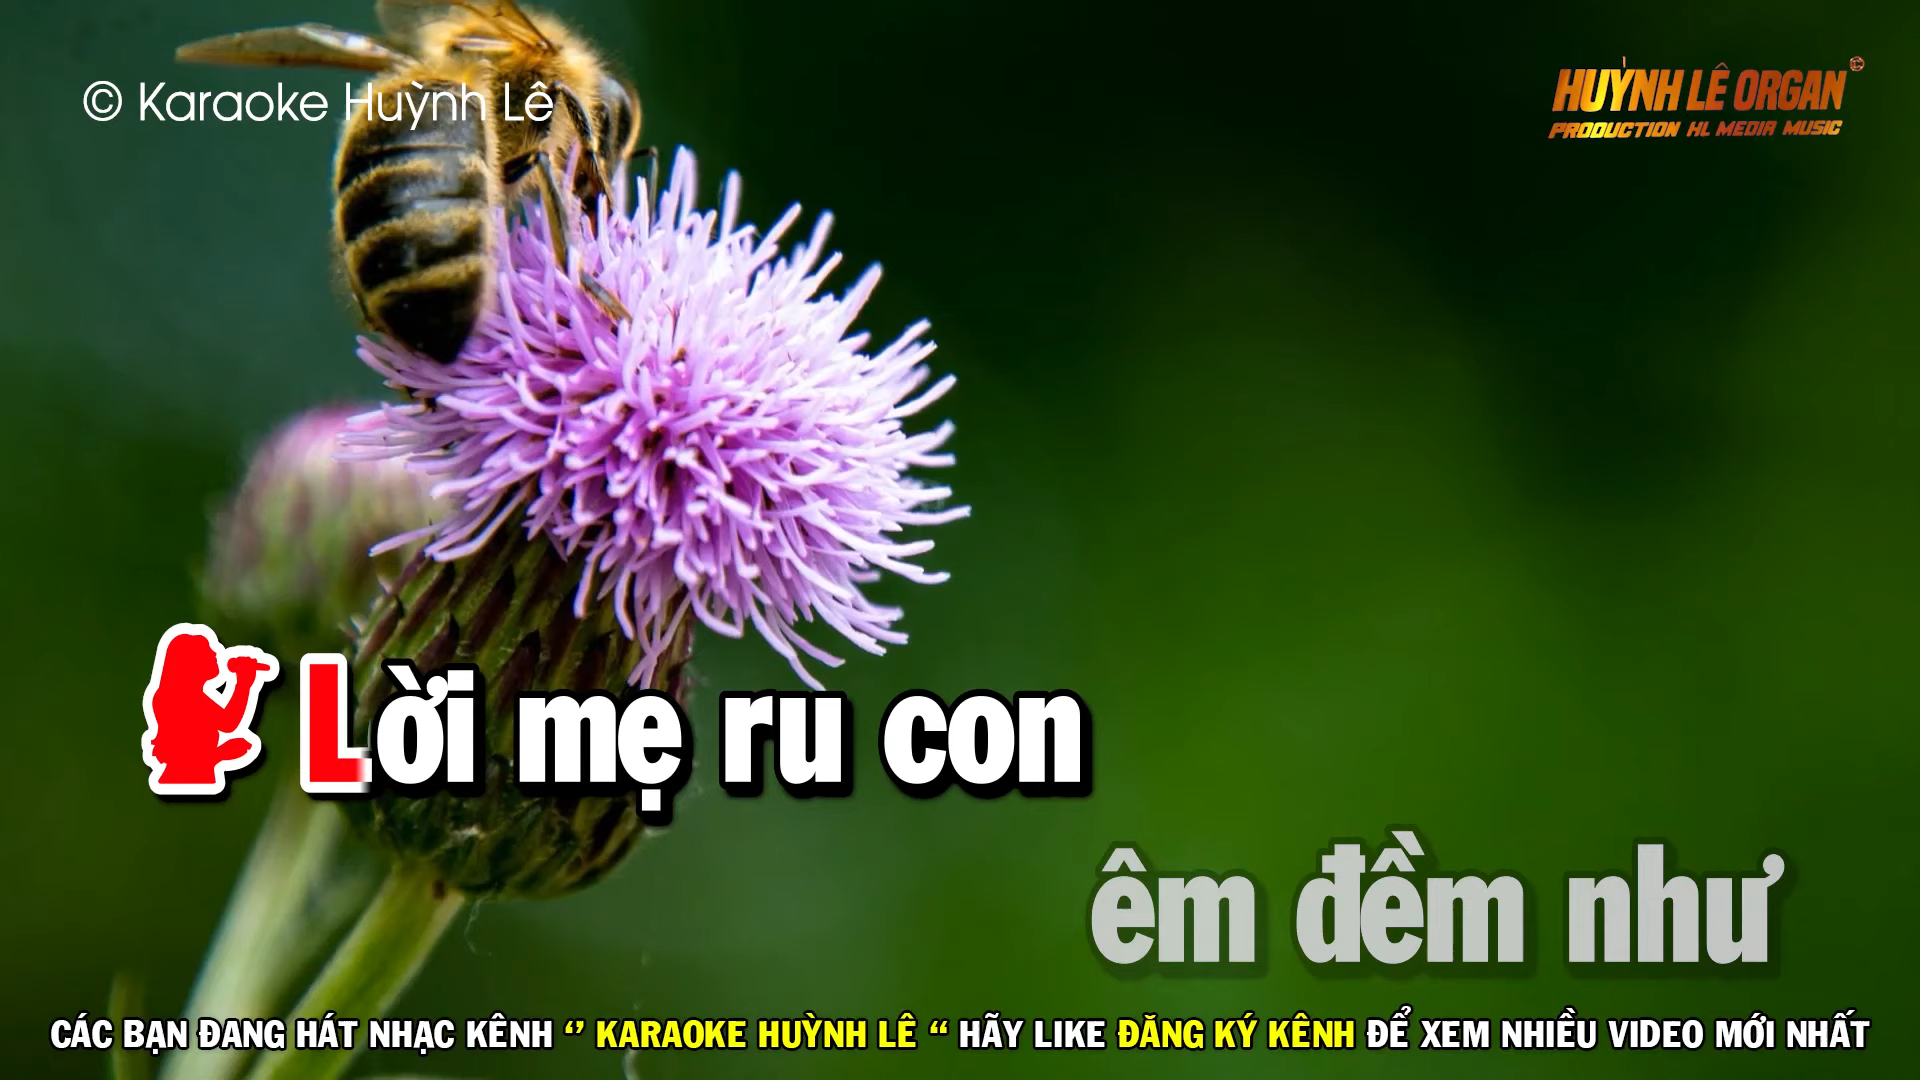 © Karaoke Huỳnh Lê
HUỲNH LÊ ORGAN ©
PRODUCTION HL MEDIA MUSIC
Lời mẹ ru con
êm đềm như
CÁC BẠN ĐANG HÁT NHẠC KÊNH ‘’ KARAOKE HUỲNH LÊ “ HÃY LIKE ĐĂNG KÝ KÊNH ĐỂ XEM NHIỀU VIDEO MỚI NHẤT